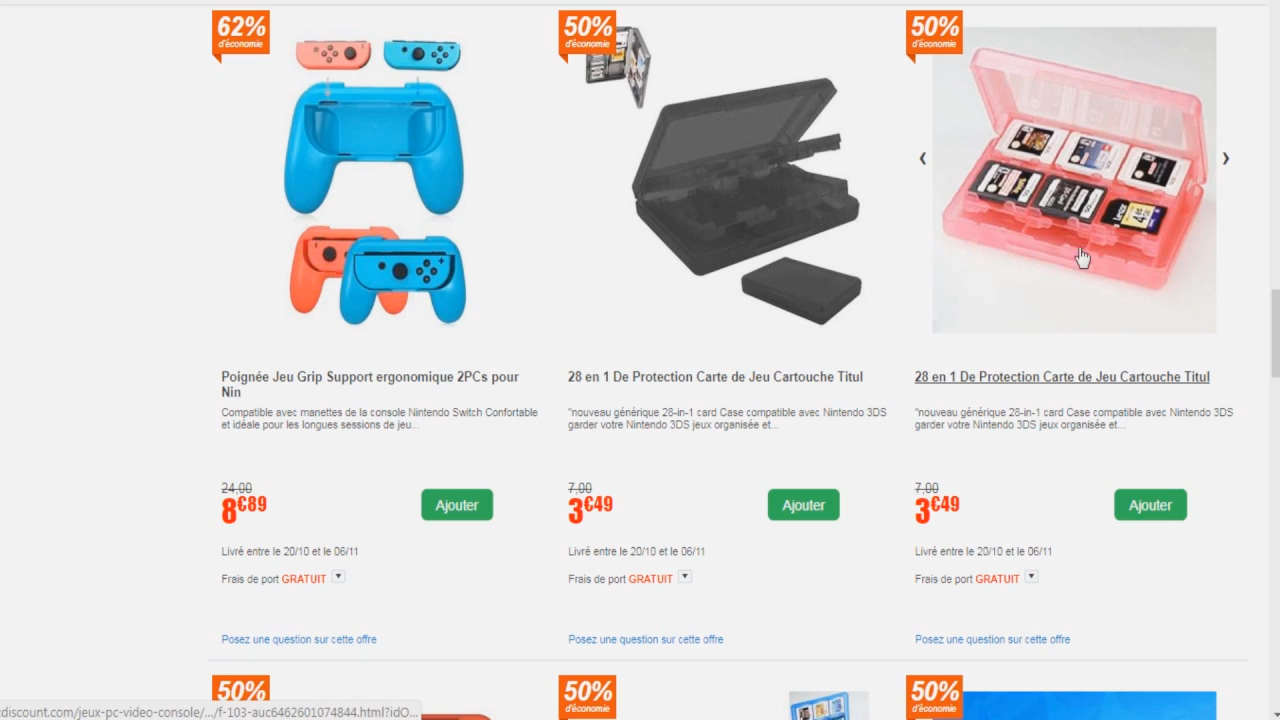 62%
d'économie
50%
d'économie
50%
d'économie
‹
›
Poignée Jeu Grip Support ergonomique 2PCs pour
Nin
Compatible avec manettes de la console Nintendo Switch Confortable
et idéale pour les longues sessions de jeu...
28 en 1 De Protection Carte de Jeu Cartouche Titul
"nouveau générique 28-in-1 card Case compatible avec Nintendo 3DS
garder votre Nintendo 3DS jeux organisée et...
28 en 1 De Protection Carte de Jeu Cartouche Titul
"nouveau générique 28-in-1 card Case compatible avec Nintendo 3DS
garder votre Nintendo 3DS jeux organisée et...
24,00
8€89
Ajouter
7,00
3€49
Ajouter
7,00
3€49
Ajouter
Livré entre le 20/10 et le 06/11
Livré entre le 20/10 et le 06/11
Livré entre le 20/10 et le 06/11
Frais de port GRATUIT
Frais de port GRATUIT
Frais de port GRATUIT
Posez une question sur cette offre
Posez une question sur cette offre
Posez une question sur cette offre
50%
50%
d'économie
50%
d'économie
discount.com/jeux-pc-video-console/.../f-103-auc6462601074844.html?idO...